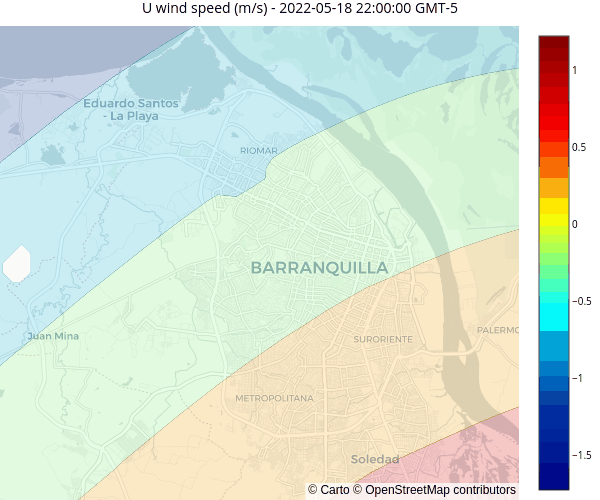 U wind speed (m/s) - 2022-05-18 22:00:00 GMT-5
Eduardo Santos
- La Playa
RIOMAR
BARRANQUILLA
Juan Mina
SURORIENTE
PALERMO
METROPOLITANA
Soledad
© Carto © OpenStreetMap contributors
1
0.5
0
−0.5
−1
−1.5